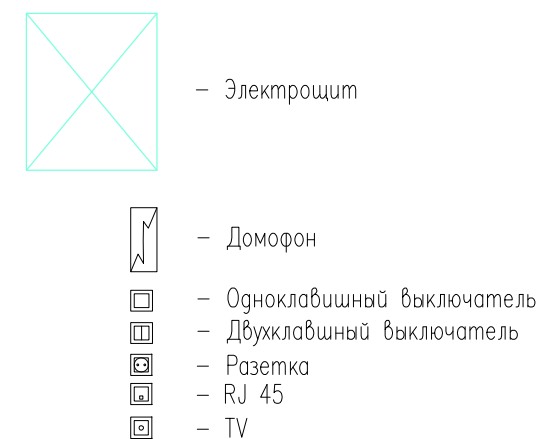 – Электрощит
– Домофон
– Одноклавишный выключатель
– Двухклавшный выключатель
– Разетка
– RJ 45
– TV